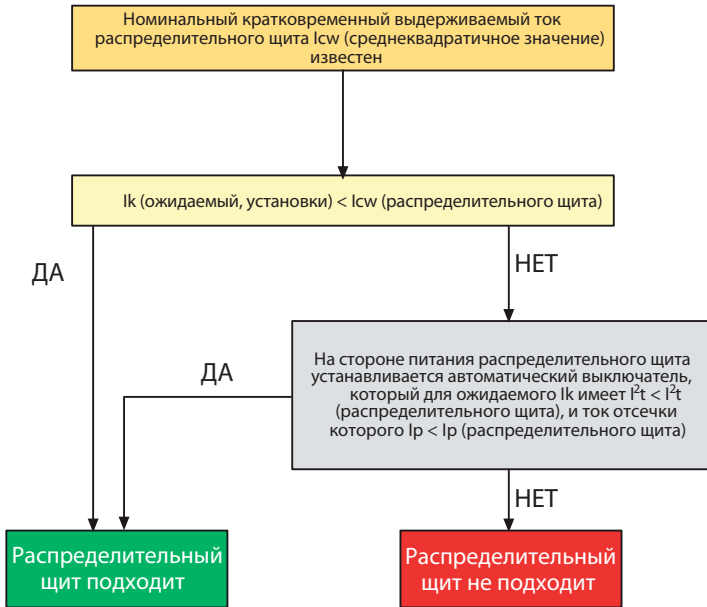 Номинальный кратковременный выдерживаемый ток
распределительного щита Icw (среднеквадратичное значение)
известен
Ik (ожидаемый, установки) < Icw (распределительного щита)
ДА
НЕТ
На стороне питания распределительного щита
устанавливается автоматический выключатель,
который для ожидаемого Ik имеет I²t < I²t
(распределительного щита), и ток отсечки
которого Ip < Ip (распределительного щита)
ДА
НЕТ
Распределительный
щит подходит
Распределительный
щит не подходит